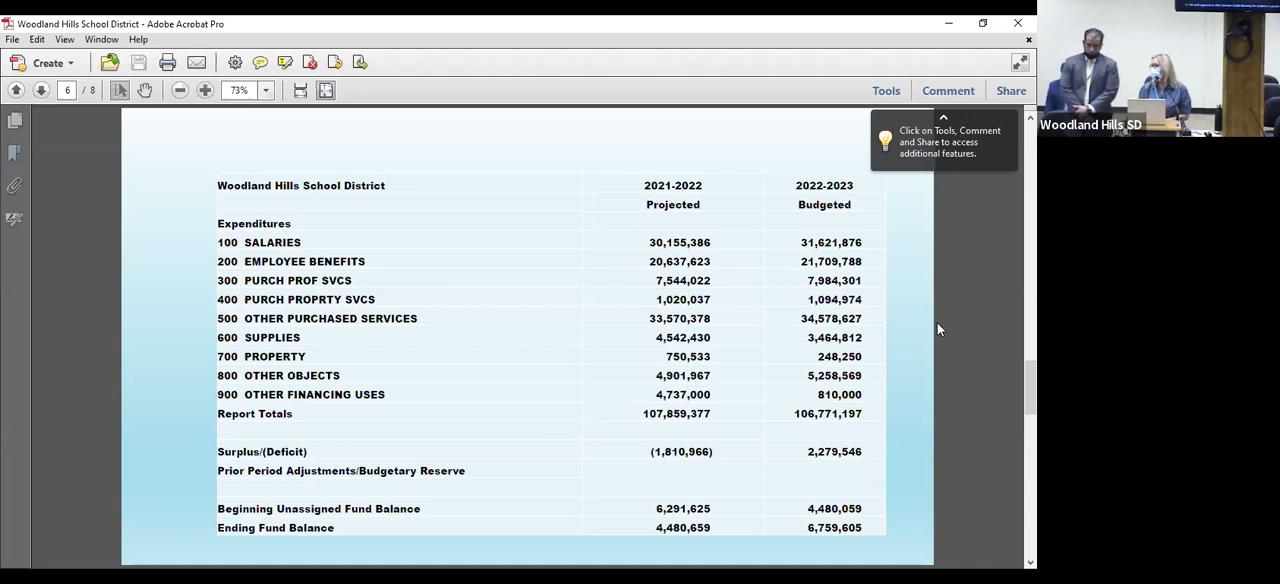 Woodland Hills School District - Adobe Acrobat Pro
File Edit View Window Help
Create
6 / 8 73% Tools Comment Share
Click on Tools, Comment
and Share to access
additional features.
Woodland Hills SD
Woodland Hills School District 2021-2022 2022-2023
Projected Budgeted
Expenditures
100 SALARIES 30,155,386 31,621,876
200 EMPLOYEE BENEFITS 20,637,623 21,709,788
300 PURCH PROF SVCS 7,544,022 7,984,301
400 PURCH PROPRTY SVCS 1,020,037 1,094,974
500 OTHER PURCHASED SERVICES 33,570,378 34,578,627
600 SUPPLIES 4,542,430 3,464,812
700 PROPERTY 750,533 248,250
800 OTHER OBJECTS 4,901,967 5,258,569
900 OTHER FINANCING USES 4,737,000 810,000
Report Totals 107,859,377 106,771,197
Surplus/(Deficit) (1,810,966) 2,279,546
Prior Period Adjustments/Budgetary Reserve
Beginning Unassigned Fund Balance 6,291,625 4,480,059
Ending Fund Balance 4,480,659 6,759,605